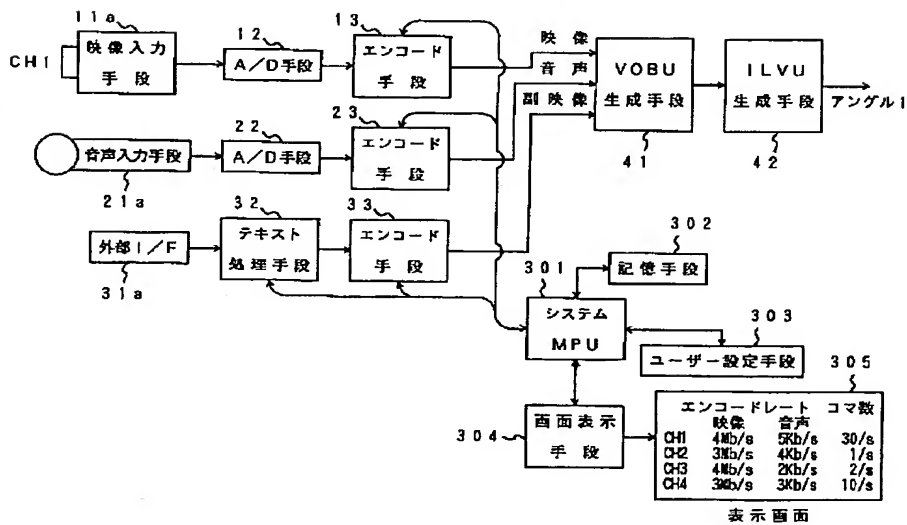 11a
映像入力
手段
CH1
12
A/D手段
13
エンコード
手段
映像
音声
副映像
VOBU
生成手段
41
ILVU
生成手段
42
アングル1
音声入力手段
21a
22
A/D手段
23
エンコード
手段
外部I/F
31a
32
テキスト
処理手段
33
エンコード
手段
301
システム
MPU
302
記憶手段
303
ユーザー設定手段
304
画面表示
手段
305
エンコードレート コマ数
映像 音声
CH1 4Mb/s 5Kb/s 30/s
CH2 3Mb/s 4Kb/s 1/s
CH3 4Mb/s 2Kb/s 2/s
CH4 3Mb/s 3Kb/s 10/s
表示画面